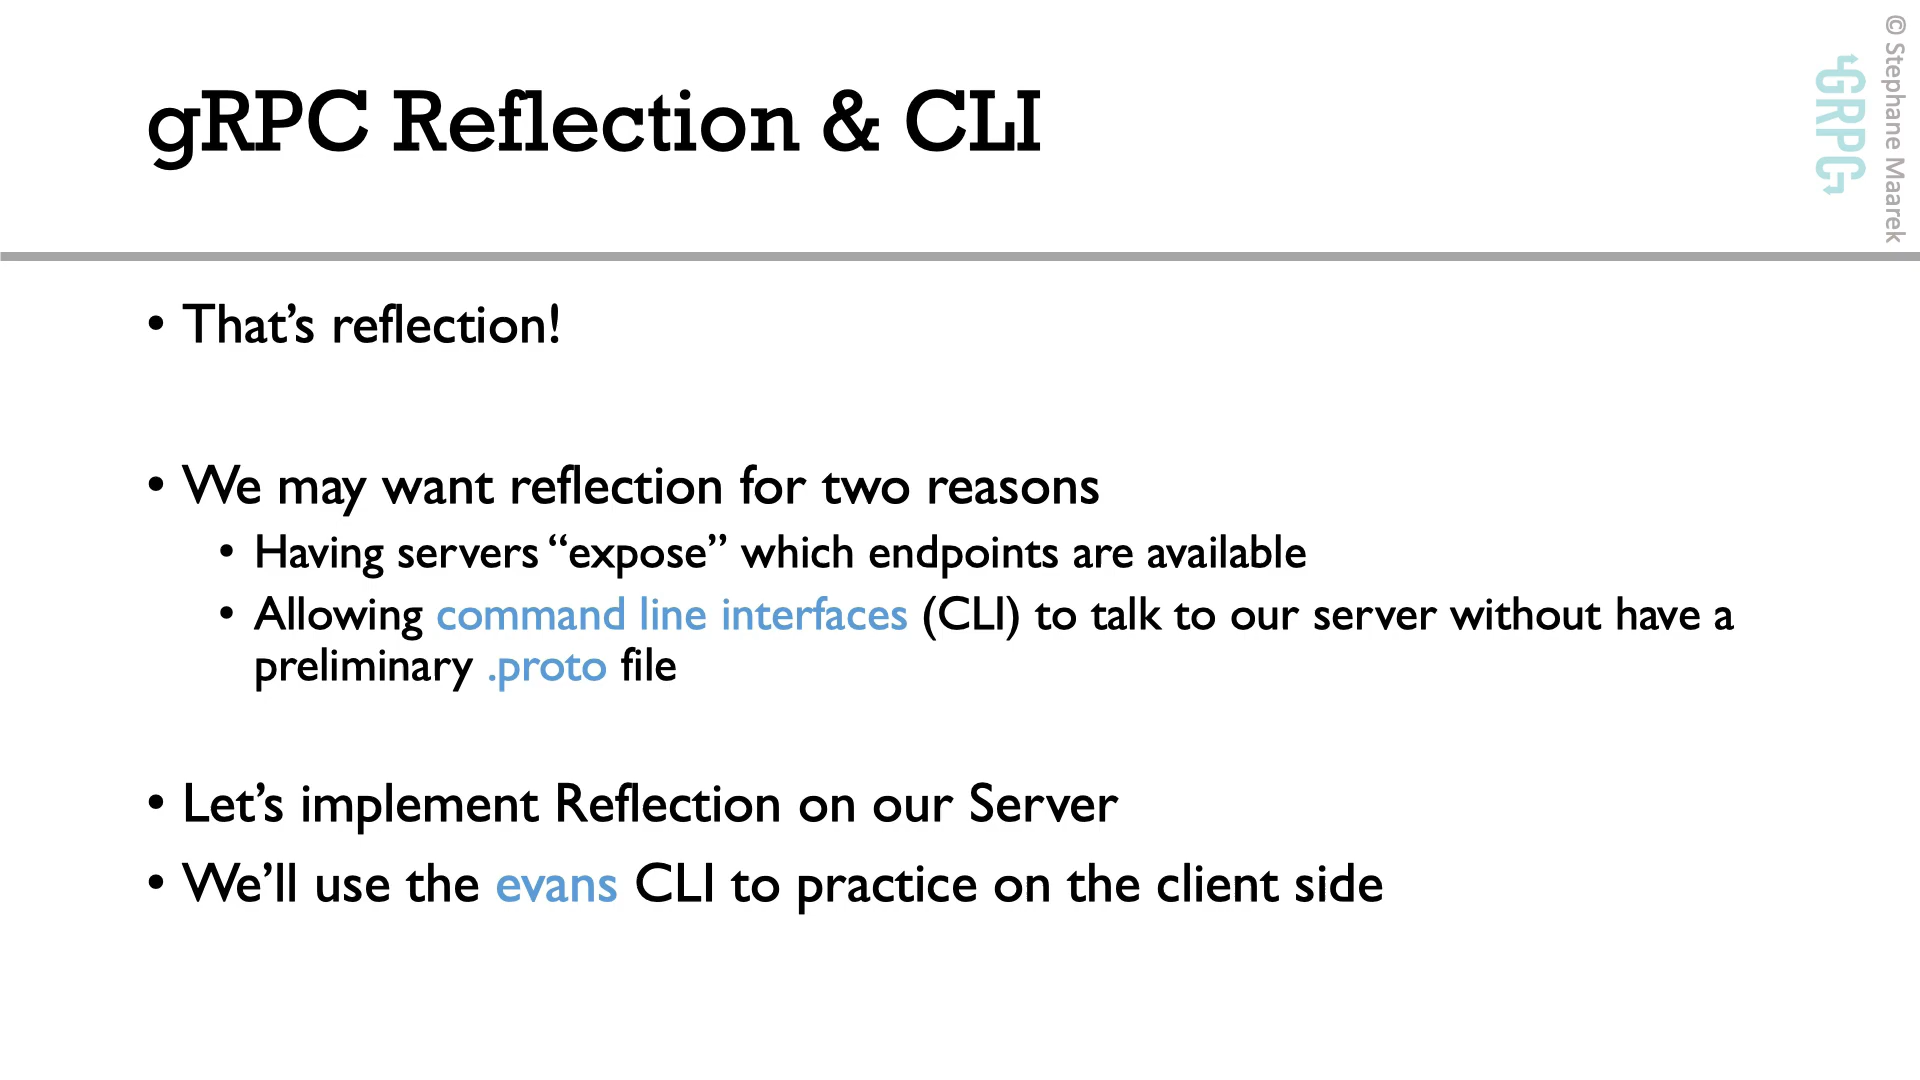 gRPC Reflection & CLI
© Stephane Maarek
GRPC
• That’s reflection!
• We may want reflection for two reasons
• Having servers “expose” which endpoints are available
• Allowing command line interfaces (CLI) to talk to our server without have a
preliminary .proto file
• Let’s implement Reflection on our Server
• We’ll use the evans CLI to practice on the client side